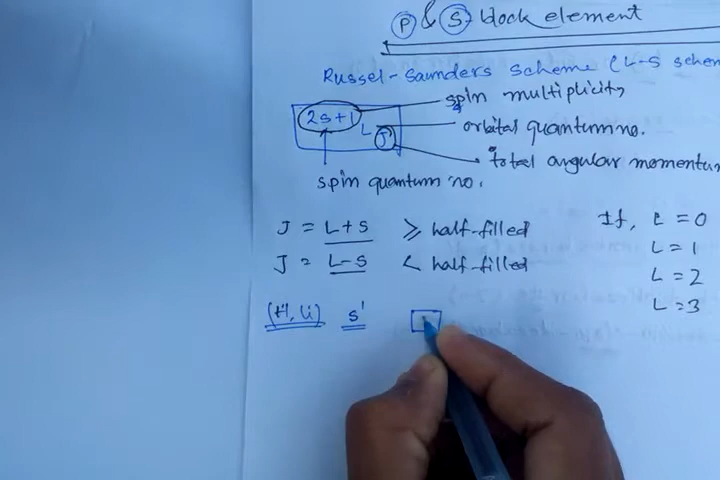 P & S-block element
Russel-Saunders scheme (L-S schem
2s+1 L J
spin multiplicity
orbital quantum no.
total angular momentum
spin quantum no.
J = L+S ≥ half-filled
J = L-S < half-filled
If, L = 0
L = 1
L = 2
L = 3
(H, Li) s¹